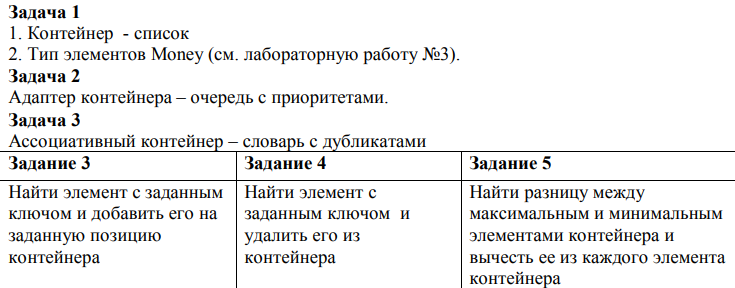 Задача 1
1. Контейнер - список
2. Тип элементов Money (см. лабораторную работу №3).
Задача 2
Адаптер контейнера – очередь с приоритетами.
Задача 3
Ассоциативный контейнер – словарь с дубликатами
Задание 3
Найти элемент с заданным
ключом и добавить его на
заданную позицию
контейнера
Задание 4
Найти элемент с
заданным ключом и
удалить его из
контейнера
Задание 5
Найти разницу между
максимальным и минимальным
элементами контейнера и
вычесть ее из каждого элемента
контейнера